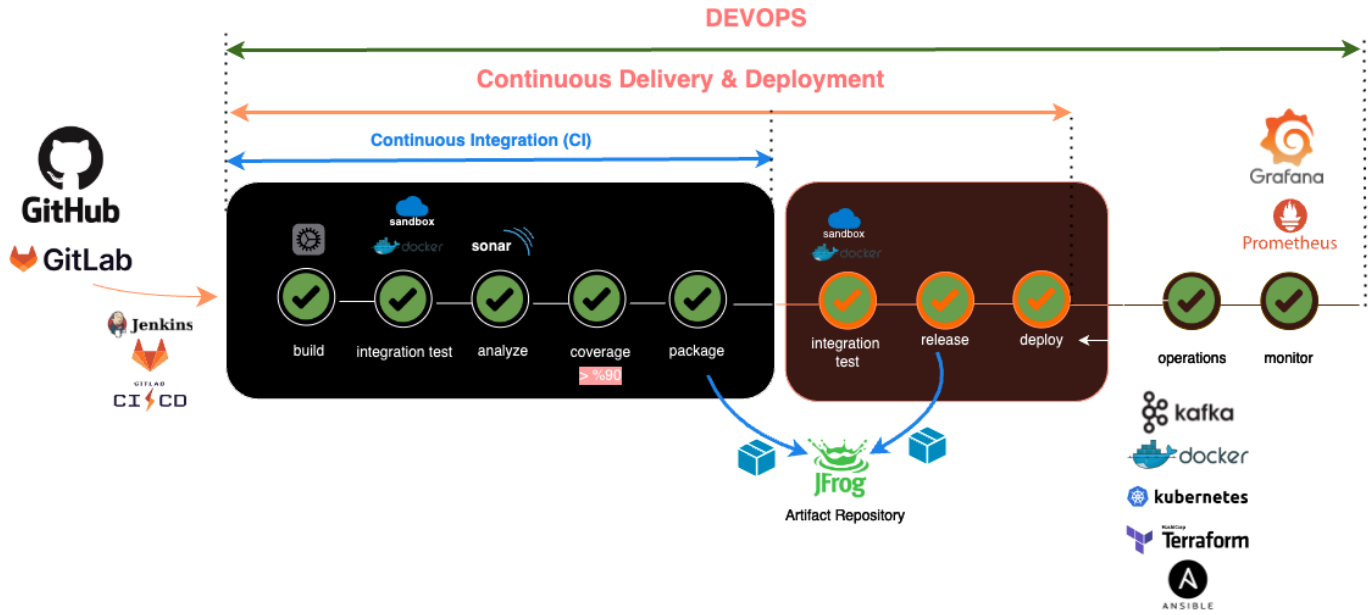 DEVOPS
Continuous Delivery & Deployment
Continuous Integration (CI)
GitHub
GitLab
Jenkins
GITLAB
CI CD
sandbox
docker
sonar
build
integration test
analyze
coverage
> %90
package
sandbox
docker
integration
test
release
deploy
Grafana
Prometheus
operations
monitor
JFrog
Artifact Repository
kafka
docker
kubernetes
HashiCorp
Terraform
ANSIBLE